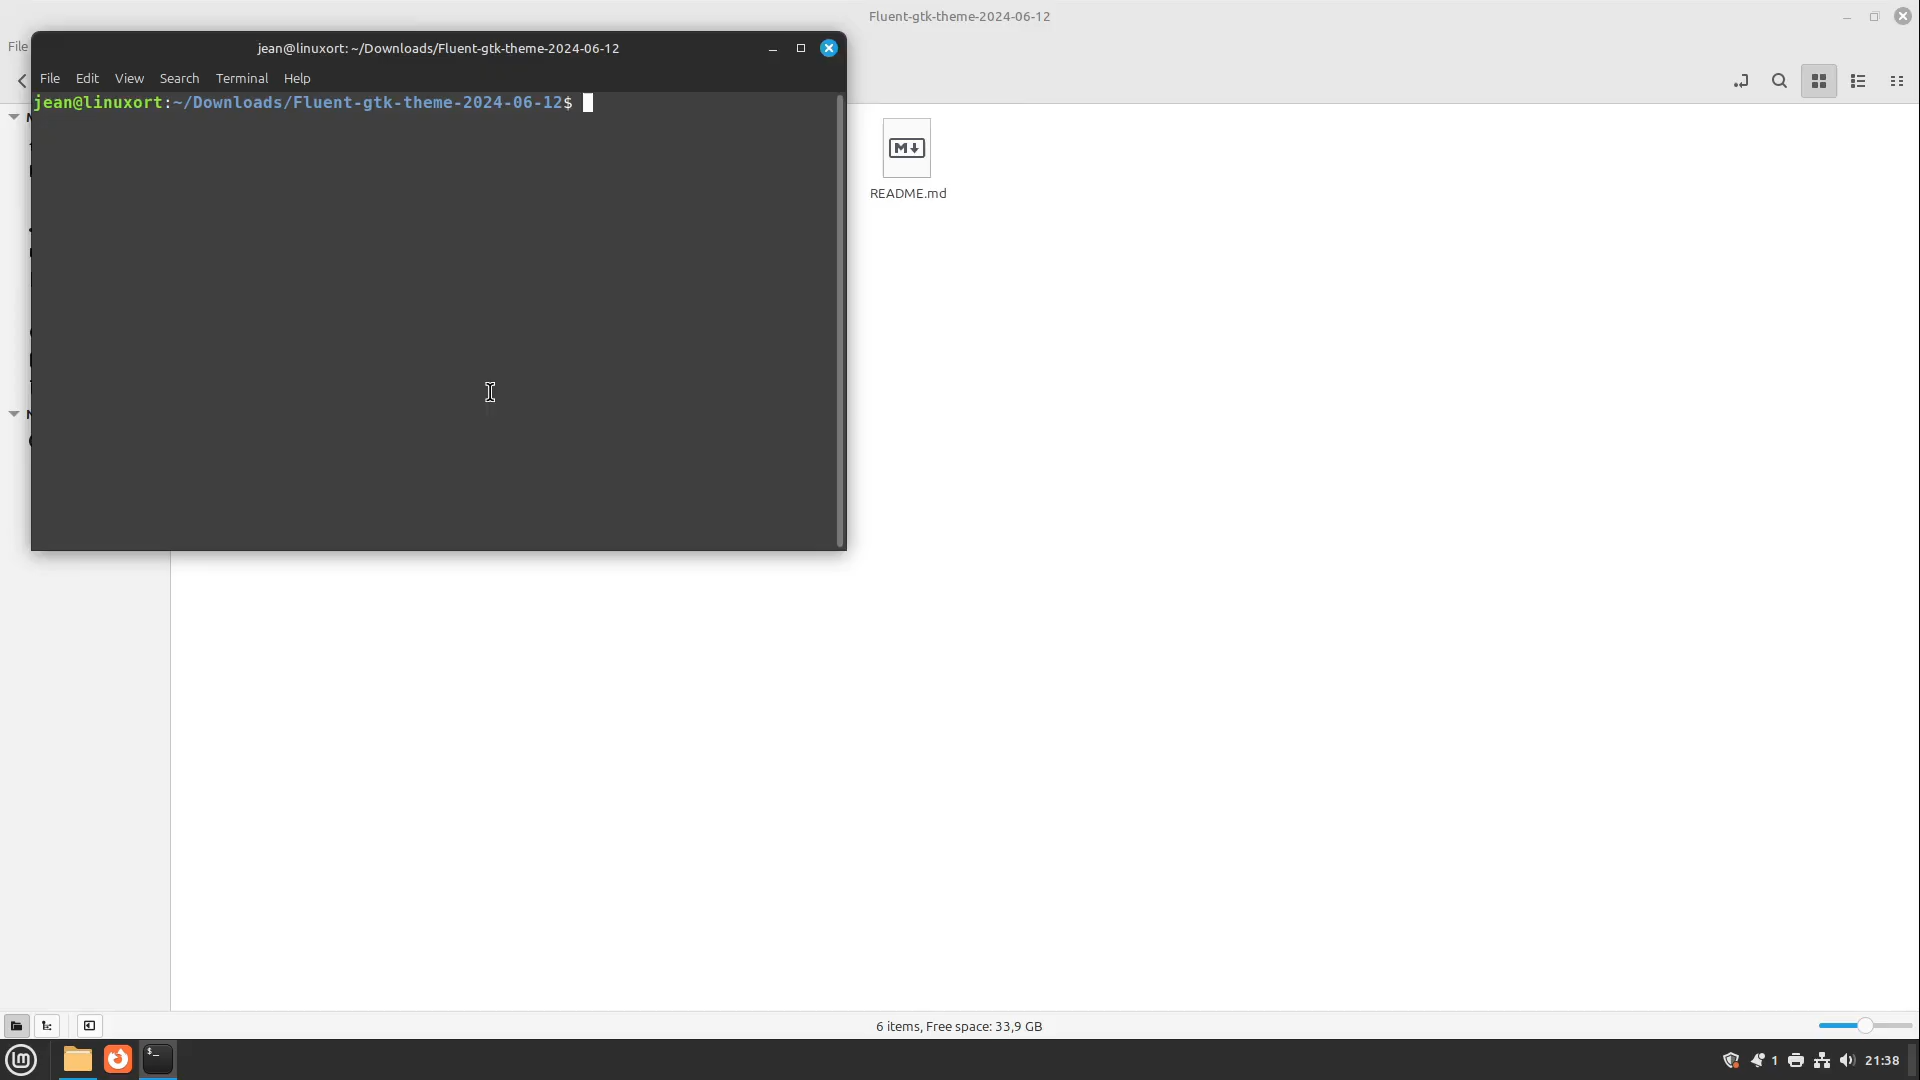 Fluent-gtk-theme-2024-06-12
File
jean@linuxort: ~/Downloads/Fluent-gtk-theme-2024-06-12
File Edit View Search Terminal Help
jean@linuxort:~/Downloads/Fluent-gtk-theme-2024-06-12$
README.md
6 items, Free space: 33,9 GB
1
21:38